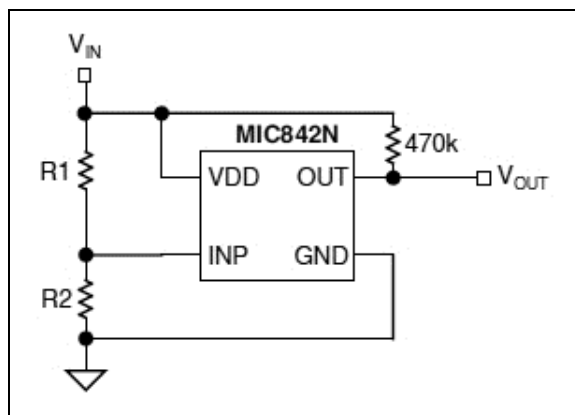 VIN
MIC842N
470k
R1
VDD OUT
VOUT
INP GND
R2